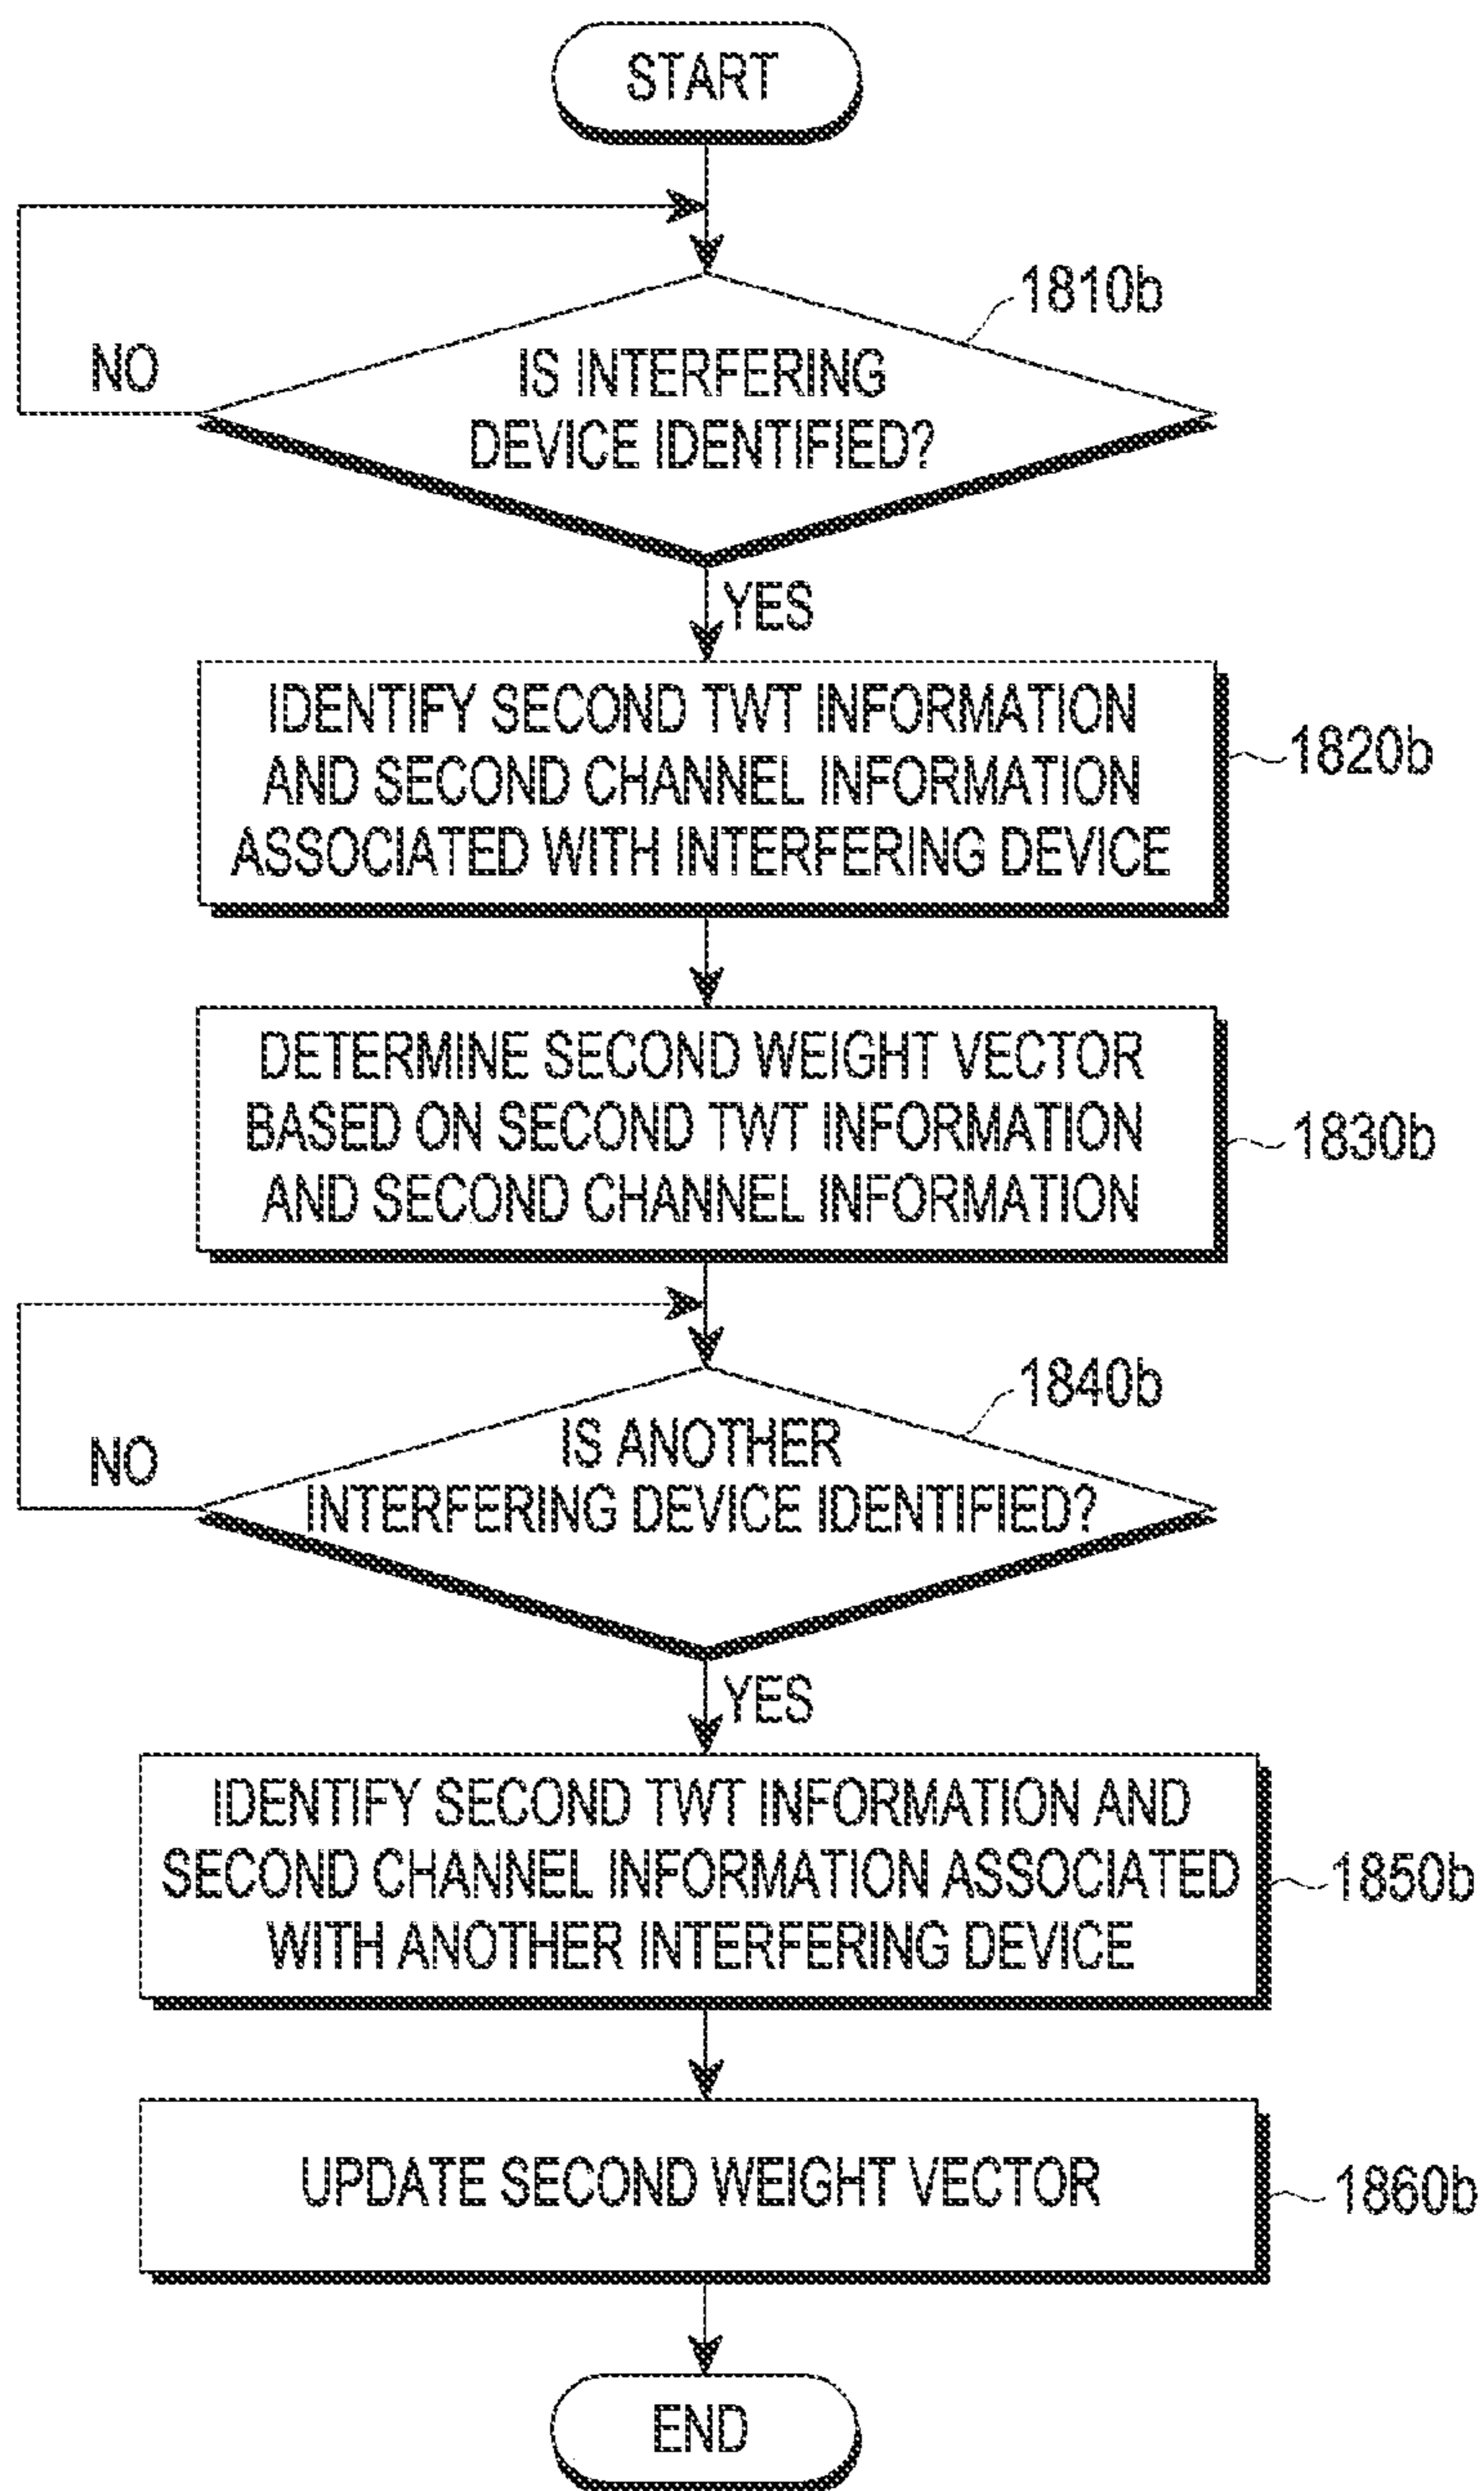 START
1810b
NO
IS INTERFERING
DEVICE IDENTIFIED?
YES
IDENTIFY SECOND TWT INFORMATION
AND SECOND CHANNEL INFORMATION
ASSOCIATED WITH INTERFERING DEVICE
1820b
DETERMINE SECOND WEIGHT VECTOR
BASED ON SECOND TWT INFORMATION
AND SECOND CHANNEL INFORMATION
1830b
1840b
NO
IS ANOTHER
INTERFERING DEVICE IDENTIFIED?
YES
IDENTIFY SECOND TWT INFORMATION AND
SECOND CHANNEL INFORMATION ASSOCIATED
WITH ANOTHER INTERFERING DEVICE
1850b
UPDATE SECOND WEIGHT VECTOR
1860b
END